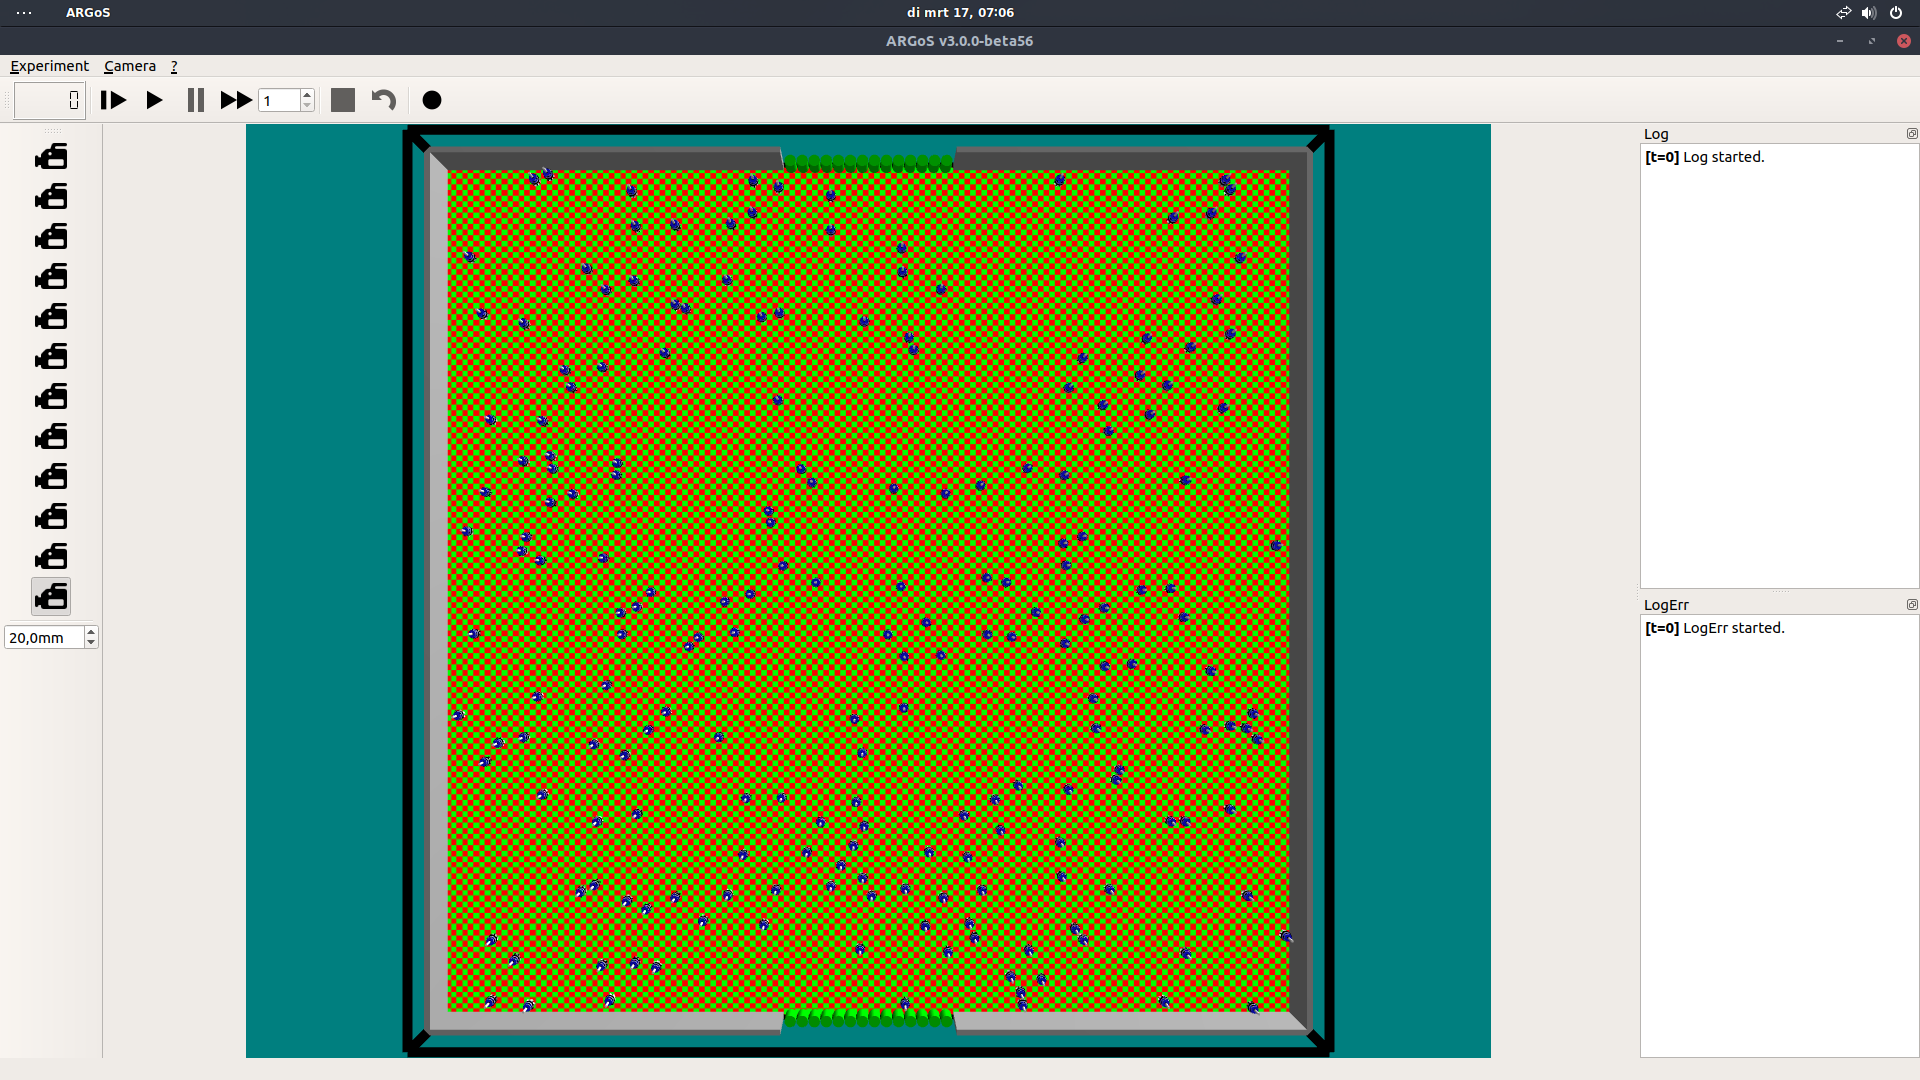 ARGoS
di mrt 17, 07:06
ARGoS v3.0.0-beta56
Experiment Camera ?
0
1
Log
[t=0] Log started.
LogErr
[t=0] LogErr started.
20,0mm